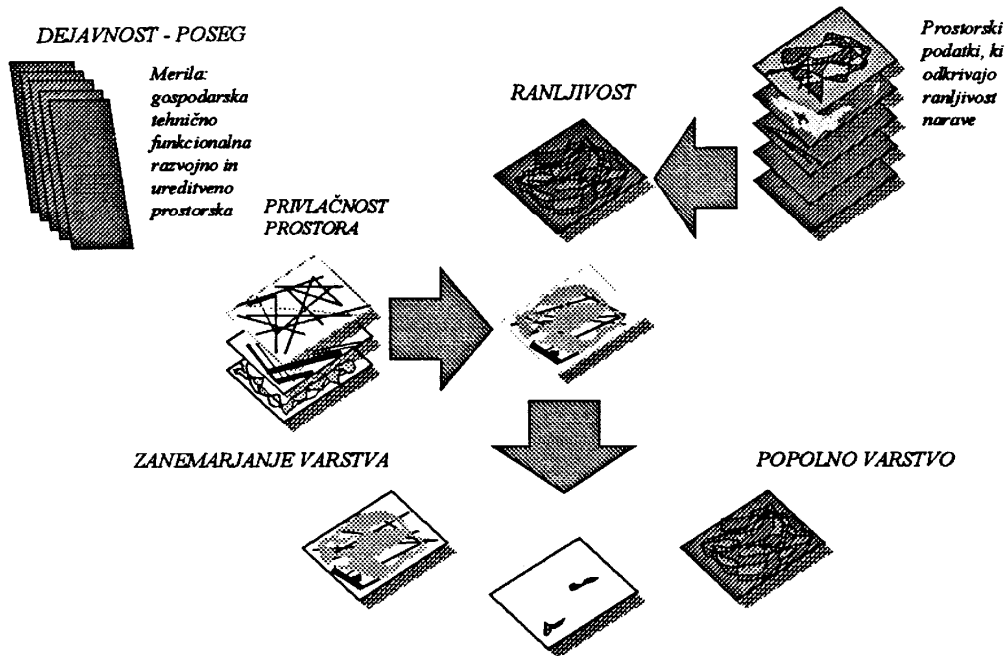 DEJAVNOST - POSEG
Merila:
gospodarska
tehnično
funkcionalna
razvojno in
ureditveno
prostorska
PRIVLAČNOST
PROSTORA
RANLJIVOST
Prostorski
podatki, ki
odkrivajo
ranljivost
narave
ZANEMARJANJE VARSTVA
POPOLNO VARSTVO